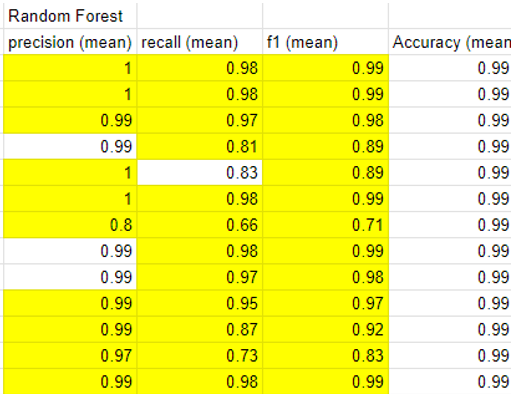 Random Forest
precision (mean) recall (mean) f1 (mean) Accuracy (mean
1 0.98 0.99 0.99
1 0.98 0.99 0.99
0.99 0.97 0.98 0.99
0.99 0.81 0.89 0.99
1 0.83 0.89 0.99
1 0.98 0.99 0.99
0.8 0.66 0.71 0.99
0.99 0.98 0.99 0.99
0.99 0.97 0.98 0.99
0.99 0.95 0.97 0.99
0.99 0.87 0.92 0.99
0.97 0.73 0.83 0.99
0.99 0.98 0.99 0.99